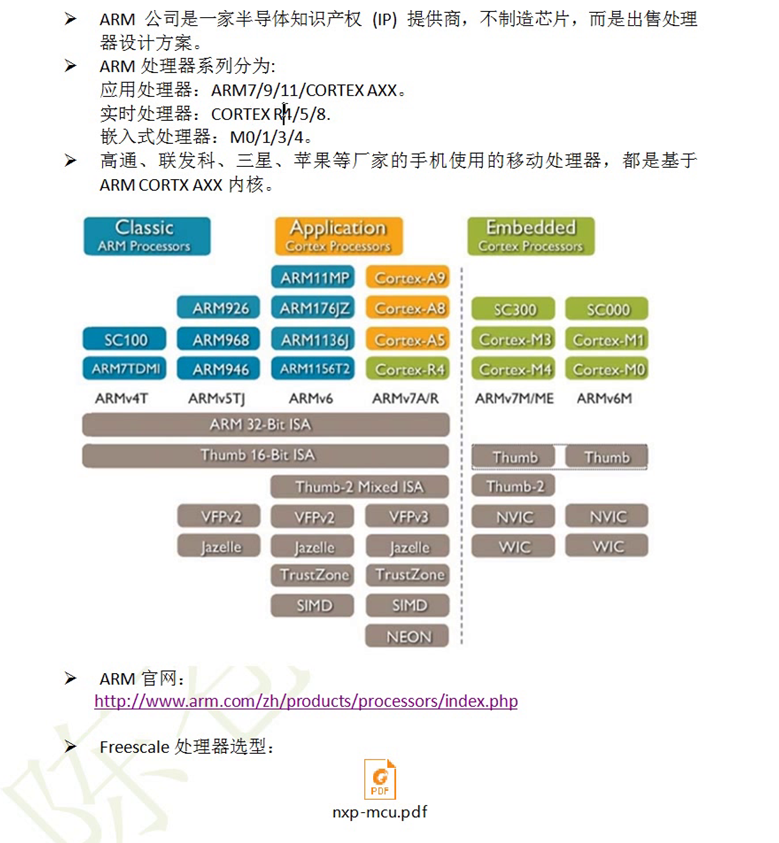 ➢ ARM 公司是一家半导体知识产权 (IP) 提供商，不制造芯片，而是出售处理
器设计方案。
➢ ARM 处理器系列分为:
应用处理器：ARM7/9/11/CORTEX AXX。
实时处理器：CORTEX R4/5/8.
嵌入式处理器：M0/1/3/4。
➢ 高通、联发科、三星、苹果等厂家的手机使用的移动处理器，都是基于
ARM CORTX AXX 内核。
Classic Application Embedded
ARM Processors Cortex Processors Cortex Processors
ARM11MP Cortex-A9
ARM926 ARM176JZ Cortex-A8 SC300 SC000
SC100 ARM968 ARM1136J Cortex-A5 Cortex-M3 Cortex-M1
ARM7TDMI ARM946 ARM1156T2 Cortex-R4 Cortex-M4 Cortex-M0
ARMv4T ARMv5TJ ARMv6 ARMv7A/R ARMv7M/ME ARMv6M
ARM 32-Bit ISA
Thumb 16-Bit ISA Thumb Thumb
Thumb-2 Mixed ISA Thumb-2
VFPv2 VFPv2 VFPv3 NVIC NVIC
Jazelle Jazelle Jazelle WIC WIC
TrustZone TrustZone
SIMD SIMD
NEON
➢ ARM 官网：
http://www.arm.com/zh/products/processors/index.php
➢ Freescale 处理器选型：
PDF
nxp-mcu.pdf